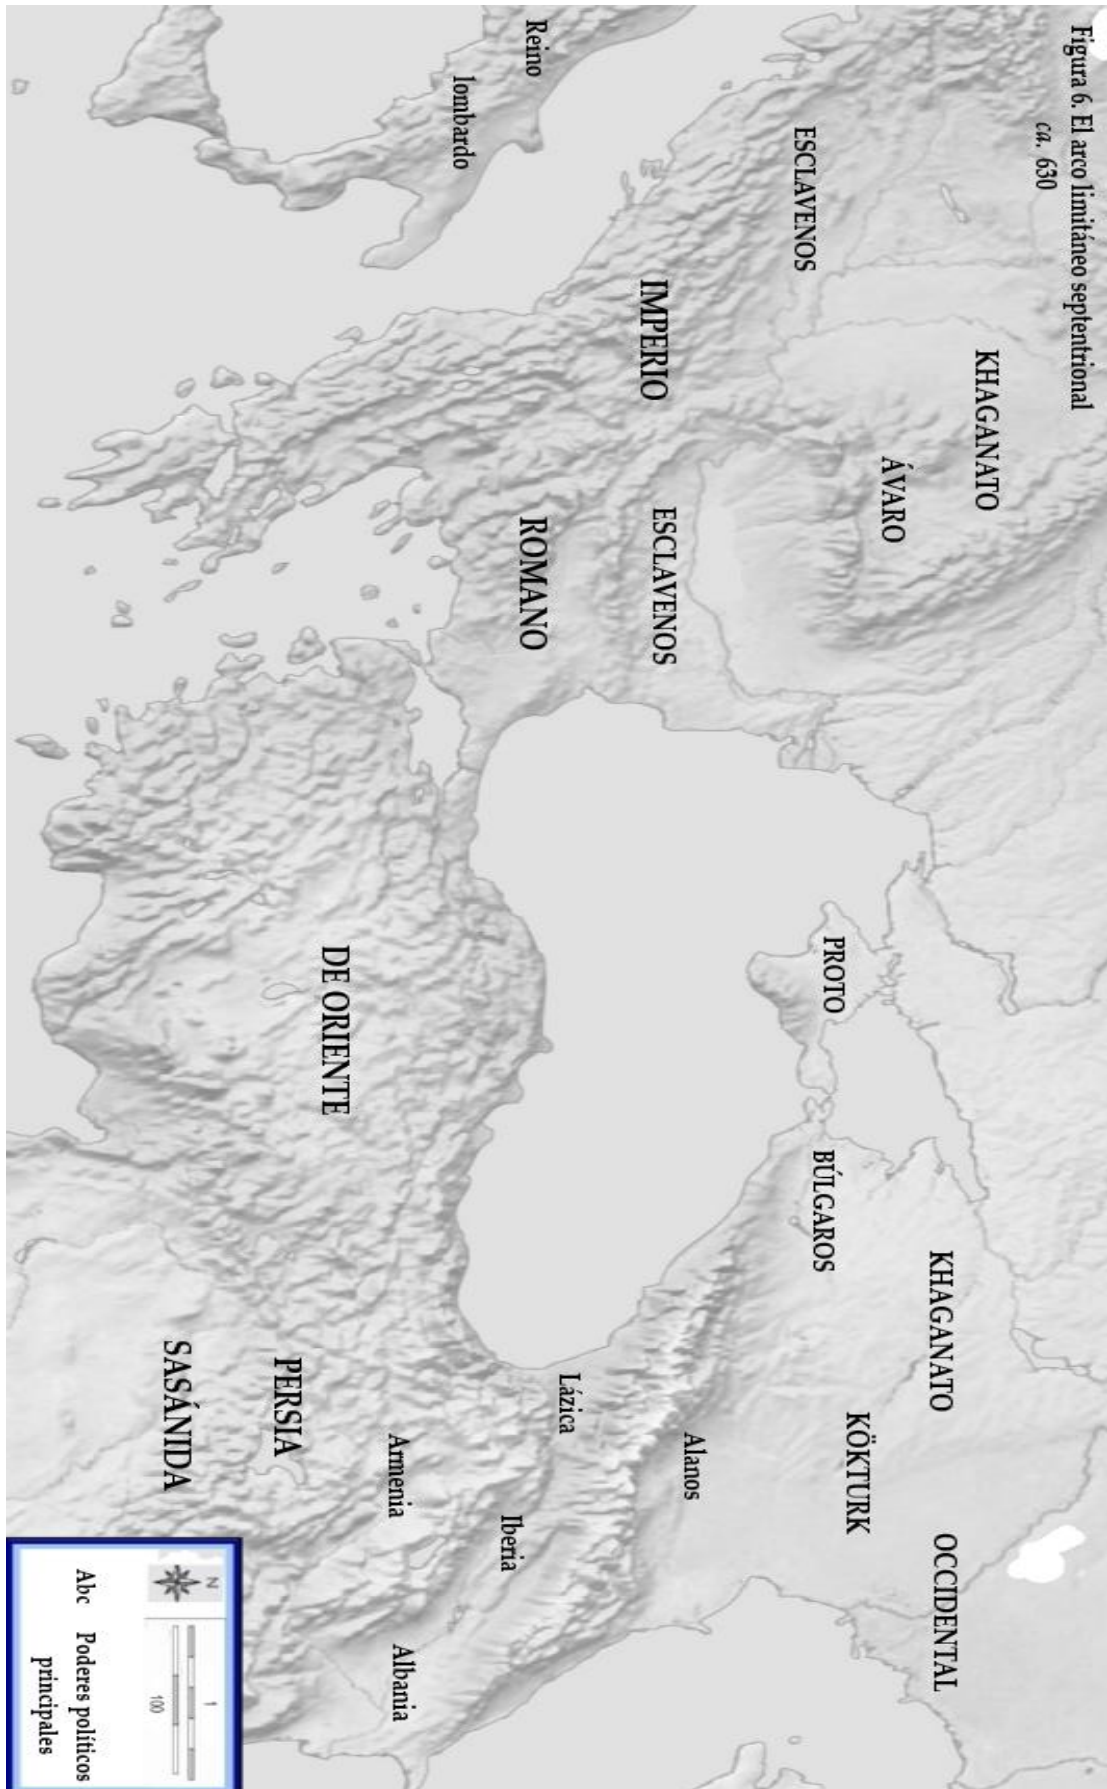 Figura 6. El arco limitáneo septentrional
ca. 630
KHAGANATO
ÁVARO
ESCLAVENOS
Reino
lombardo
IMPERIO
ESCLAVENOS
ROMANO
DE ORIENTE
PROTO
BÚLGAROS
KHAGANATO
KÖKTURK
OCCIDENTAL
Alanos
Lázica
Iberia
Armenia
Albania
PERSIA
SASÁNIDA
N
1
100
Abc Poderes políticos
principales